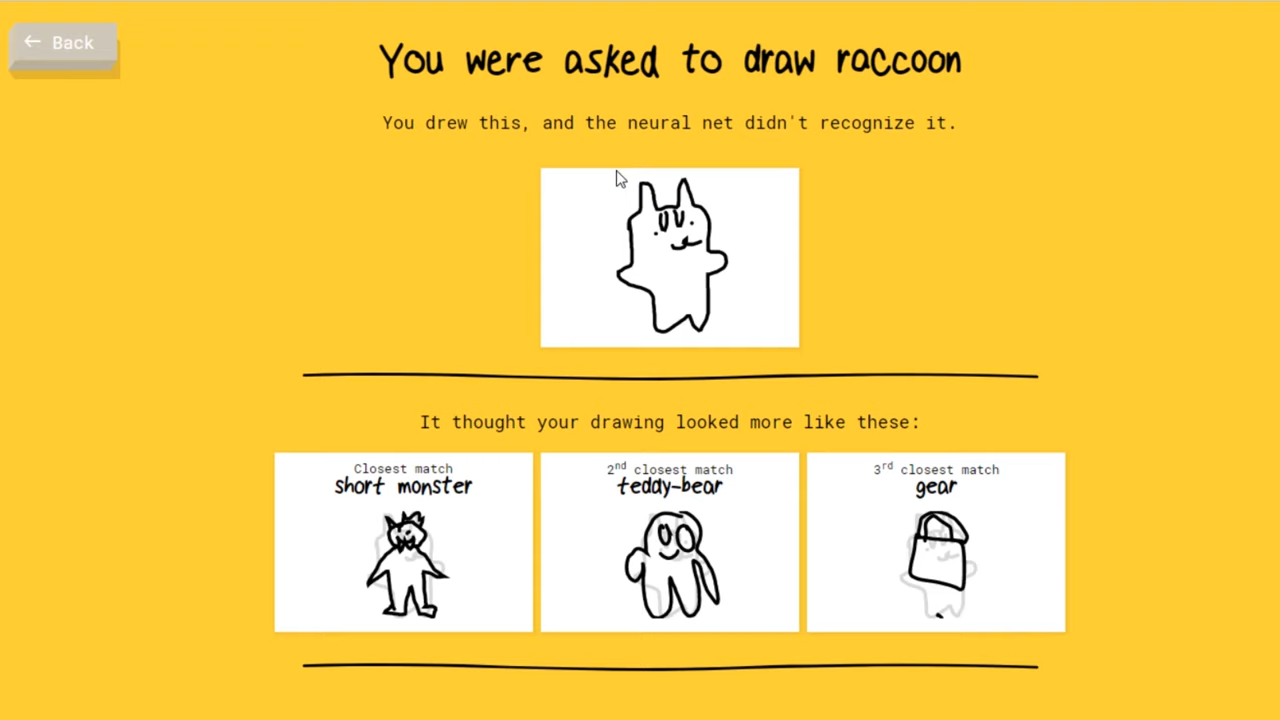 ← Back
You were asked to draw raccoon
You drew this, and the neural net didn't recognize it.
It thought your drawing looked more like these:
Closest match
short monster
2nd closest match
teddy-bear
3rd closest match
gear